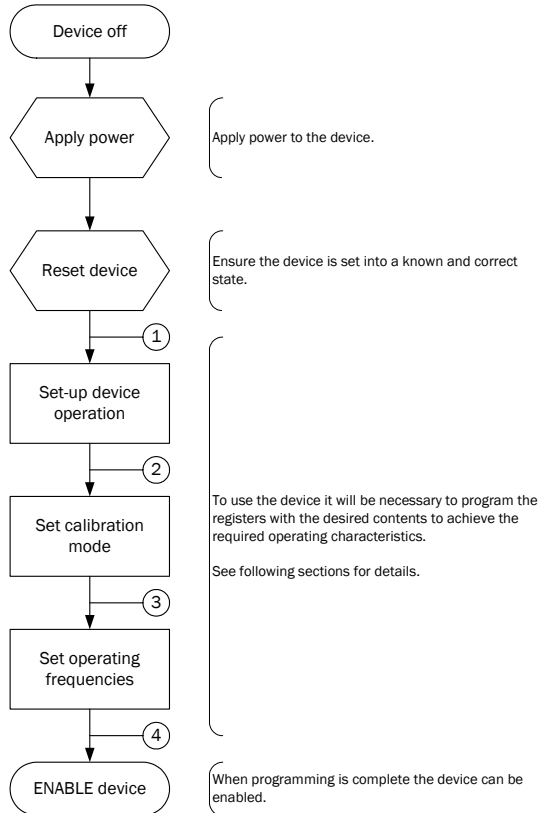 Device off
Apply power
Apply power to the device.
Reset device
Ensure the device is set into a known and correct
state.
1
Set-up device
operation
2
Set calibration
mode
To use the device it will be necessary to program the
registers with the desired contents to achieve the
required operating characteristics.
See following sections for details.
3
Set operating
frequencies
4
ENABLE device
When programming is complete the device can be
enabled.